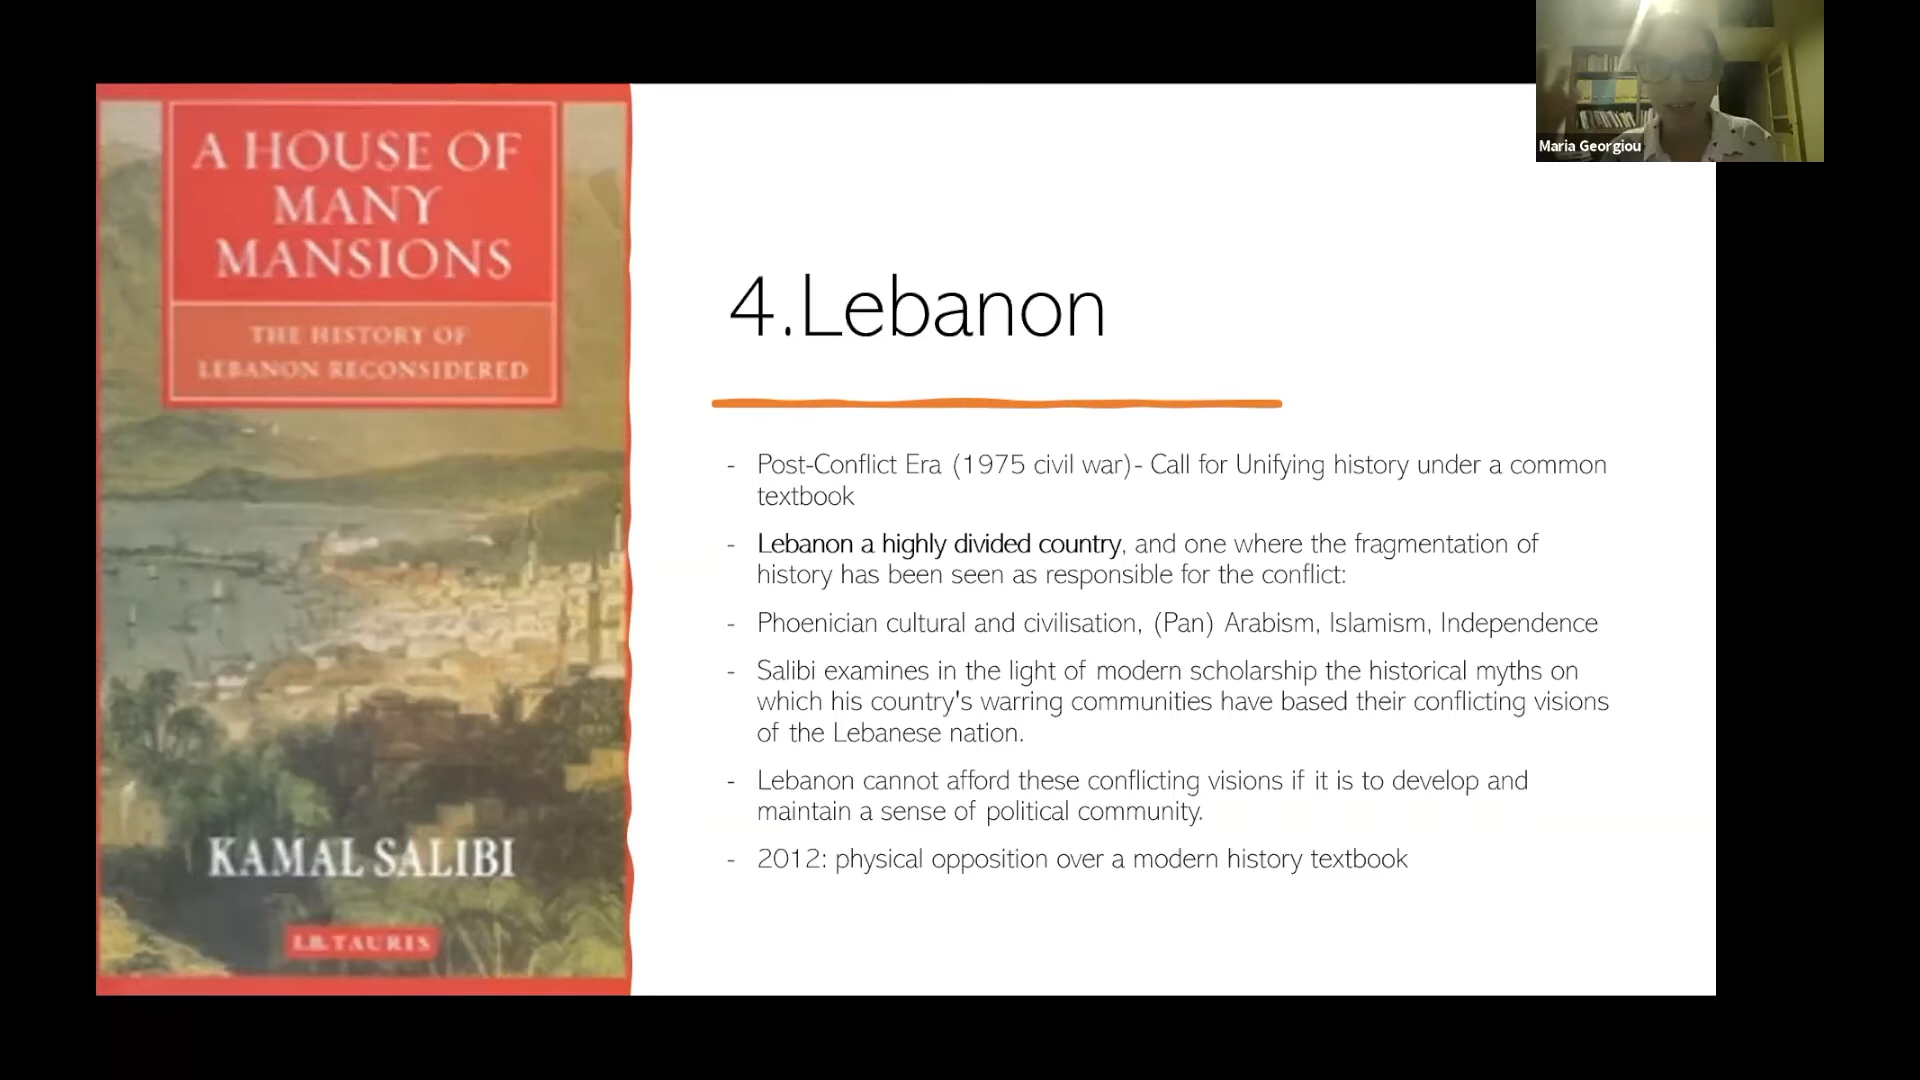 A HOUSE OF
MANY
MANSIONS
THE HISTORY OF
LEBANON RECONSIDERED
KAMAL SALIBI
I.B.TAURIS
4.Lebanon
- Post-Conflict Era (1975 civil war)- Call for Unifying history under a common
textbook
- Lebanon a highly divided country, and one where the fragmentation of
history has been seen as responsible for the conflict:
- Phoenician cultural and civilisation, (Pan) Arabism, Islamism, Independence
- Salibi examines in the light of modern scholarship the historical myths on
which his country's warring communities have based their conflicting visions
of the Lebanese nation.
- Lebanon cannot afford these conflicting visions if it is to develop and
maintain a sense of political community.
- 2012: physical opposition over a modern history textbook
Maria Georgiou